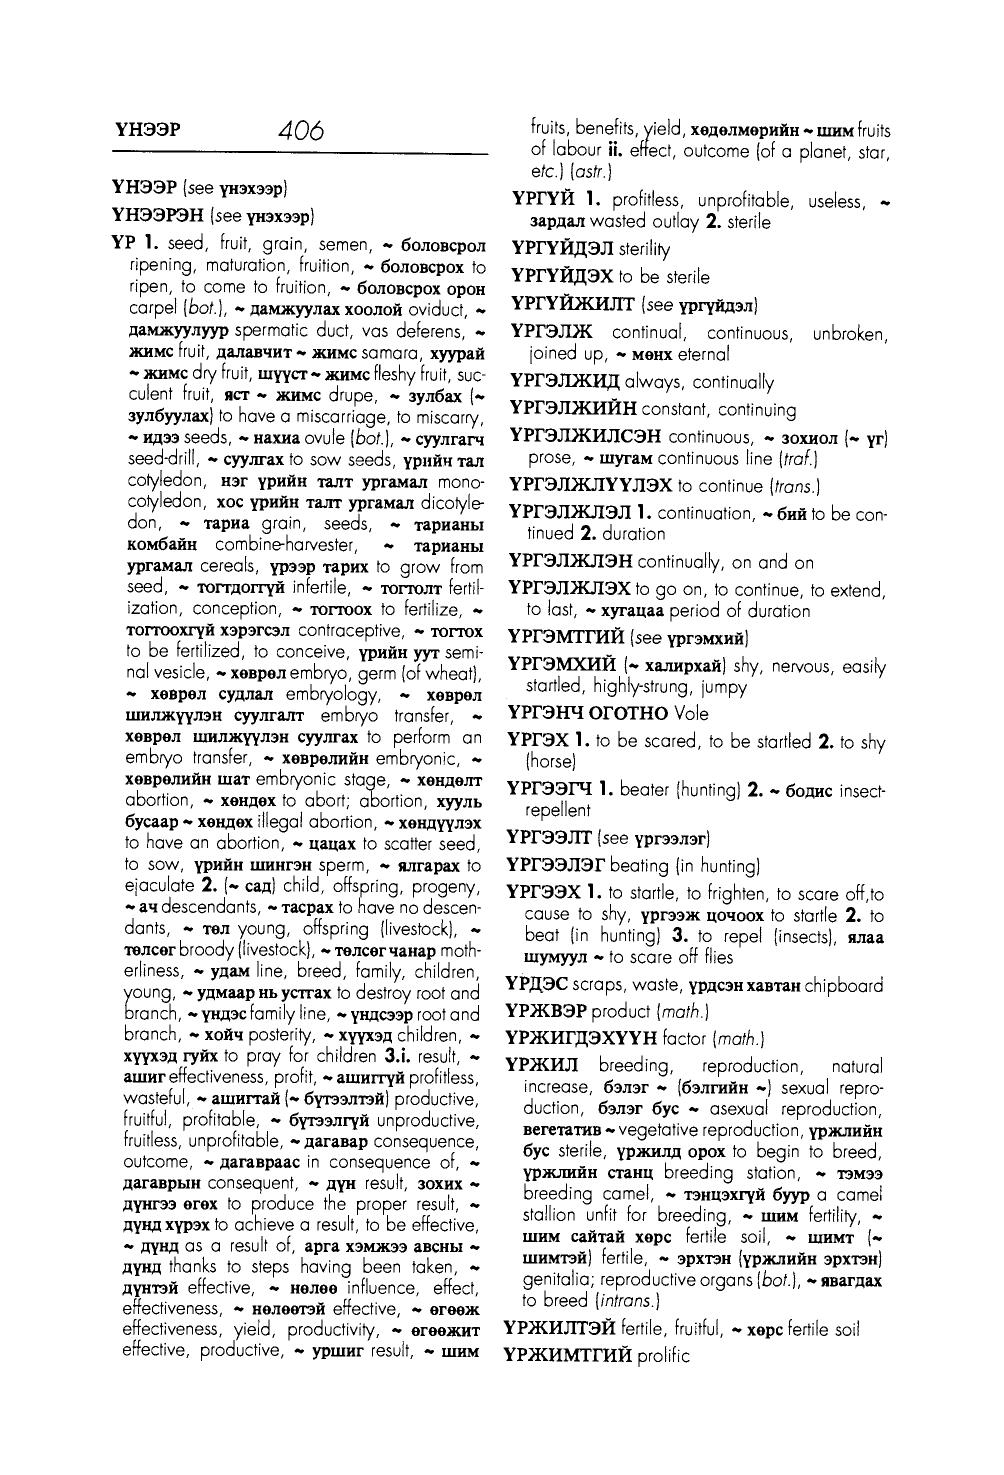 ҮНЭЭР 406
ҮНЭЭР (see үнэхээр)
ҮНЭЭРЭН (see үнэхээр)
ҮР 1. seed, fruit, grain, semen, ~ боловсрол
ripening, maturation, fruition, ~ боловсрох to
ripen, to come to fruition, ~ боловсрох орон
carpel (bot.), ~ дамжуулах хоолой oviduct, ~
дамжуулуур spermatic duct, vas deferens, ~
жимс fruit, далавчит ~ жимс samara, хуурай
~ жимс dry fruit, шүүст ~ жимс fleshy fruit, suc-
culent fruit, яст ~ жимс drupe, ~ зулбах (~
зулбуулах) to have a miscarriage, to miscarry,
~ идээ seeds, ~ нахиа ovule (bot.), ~ суулгагч
seed-drill, ~ суулгах to sow seeds, үрийн тал
cotyledon, нэг үрийн талт ургамал mono-
cotyledon, хос үрийн талт ургамал dicotyle-
don, ~ тариа grain, seeds, ~ тарианы
комбайн combine-harvester, ~ тарианы
ургамал cereals, үрээр тарих to grow from
seed, ~ тогтдоггүй infertile, ~ тогтолт fertil-
ization, conception, ~ тогтоох to fertilize, ~
тогтоохгүй хэрэгсэл contraceptive, ~ тогтох
to be fertilized, to conceive, үрийн уут semi-
nal vesicle, ~ хөврөл embryo, germ (of wheat),
~ хөврөл судлал embryology, ~ хөврөл
шилжүүлэн суулгалт embryo transfer, ~
хөврөл шилжүүлэн суулгах to perform an
embryo transfer, ~ хөврөлийн embryonic, ~
хөврөлийн шат embryonic stage, ~ хөндөлт
abortion, ~ хөндөх to abort; abortion, хууль
бусаар ~ хөндөх illegal abortion, ~ хөндүүлэх
to have an abortion, ~ цацах to scatter seed,
to sow, үрийн шингэн sperm, ~ ялгарах to
ejaculate 2. (~ сад) child, offspring, progeny,
~ ач descendants, ~ тасрах to have no descen-
dants, ~ төл young, offspring (livestock), ~
төлсөг broody (livestock), ~ төлсөг чанар moth-
erliness, ~ удам line, breed, family, children,
young, ~ удмаар нь устгах to destroy root and
branch, ~ үндэс family line, ~ үндсээр root and
branch, ~ хойч posterity, ~ хүүхэд children, ~
хүүхэд гуйх to pray for children 3.i. result, ~
ашиг effectiveness, profit, ~ ашиггүй profitless,
wasteful, ~ ашигтай (~ бүтээлтэй) productive,
fruitful, profitable, ~ бүтээлгүй unproductive,
fruitless, unprofitable, ~ дагавар consequence,
outcome, ~ дагавраас in consequence of, ~
дагаврын consequent, ~ дүн result, зохих ~
дүнгээ өгөх to produce the proper result, ~
дүнд хүрэх to achieve a result, to be effective,
~ дүнд as a result of, арга хэмжээ авсны ~
дүнд thanks to steps having been taken, ~
дүнтэй effective, ~ нөлөө influence, effect,
effectiveness, ~ нөлөөтэй effective, ~ өгөөж
effectiveness, yield, productivity, ~ өгөөжит
effective, productive, ~ уршиг result, ~ шим
fruits, benefits, yield, хөдөлмөрийн ~ шим fruits
of labour ii. effect, outcome (of a planet, star,
etc.) (astr.)
ҮРГҮЙ 1. profitless, unprofitable, useless, ~
зардал wasted outlay 2. sterile
ҮРГҮЙДЭЛ sterility
ҮРГҮЙДЭХ to be sterile
ҮРГҮЙЖИЛТ (see үргүйдэл)
ҮРГЭЛЖ continual, continuous, unbroken,
joined up, ~ мөнх eternal
ҮРГЭЛЖИД always, continually
ҮРГЭЛЖИЙН constant, continuing
ҮРГЭЛЖИЛСЭН continuous, ~ зохиол (~ үг)
prose, ~ шугам continuous line (traf.)
ҮРГЭЛЖЛҮҮЛЭХ to continue (trans.)
ҮРГЭЛЖЛЭЛ 1. continuation, ~ бий to be con-
tinued 2. duration
ҮРГЭЛЖЛЭН continually, on and on
ҮРГЭЛЖЛЭХ to go on, to continue, to extend,
to last, ~ хугацаа period of duration
ҮРГЭМТГИЙ (see үргэмхий)
ҮРГЭМХИЙ (~ халирхай) shy, nervous, easily
startled, highly-strung, jumpy
ҮРГЭНЧ ОГОТНО Vole
ҮРГЭХ 1. to be scared, to be startled 2. to shy
(horse)
ҮРГЭЭГЧ 1. beater (hunting) 2. ~ бодис insect-
repellent
ҮРГЭЭЛТ (see үргээлэг)
ҮРГЭЭЛЭГ beating (in hunting)
ҮРГЭЭХ 1. to startle, to frighten, to scare off,to
cause to shy, үргээж цочоох to startle 2. to
beat (in hunting) 3. to repel (insects), ялаа
шумуул ~ to scare off flies
ҮРДЭС scraps, waste, үрдсэн хавтан chipboard
ҮРЖВЭР product (math.)
ҮРЖИГДЭХҮҮН factor (math.)
ҮРЖИЛ breeding, reproduction, natural
increase, бэлэг ~ (бэлгийн ~) sexual repro-
duction, бэлэг бус ~ asexual reproduction,
вегетатив ~ vegetative reproduction, үржлийн
бус sterile, үржилд орох to begin to breed,
үржлийн станц breeding station, ~ тэмээ
breeding camel, ~ тэнцэхгүй буур a camel
stallion unfit for breeding, ~ шим fertility, ~
шим сайтай хөрс fertile soil, ~ шимт (~
шимтэй) fertile, ~ эрхтэн (үржлийн эрхтэн)
genitalia; reproductive organs (bot.), ~ явагдах
to breed (intrans.)
ҮРЖИЛТЭЙ fertile, fruitful, ~ хөрс fertile soil
ҮРЖИМТГИЙ prolific